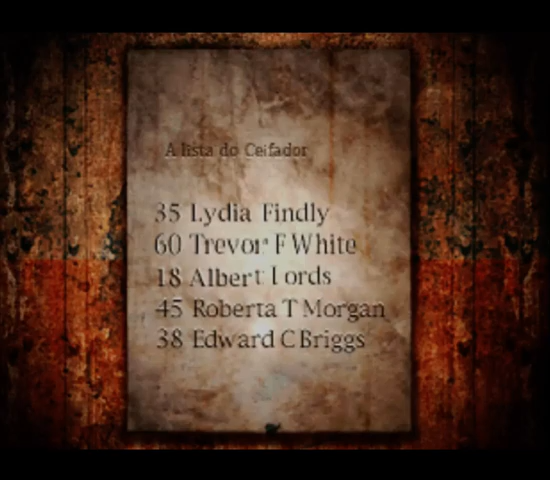 A lista do Ceifador
35 Lydia Findly
60 Trevor F White
18 Albert Lords
45 Roberta T Morgan
38 Edward C Briggs